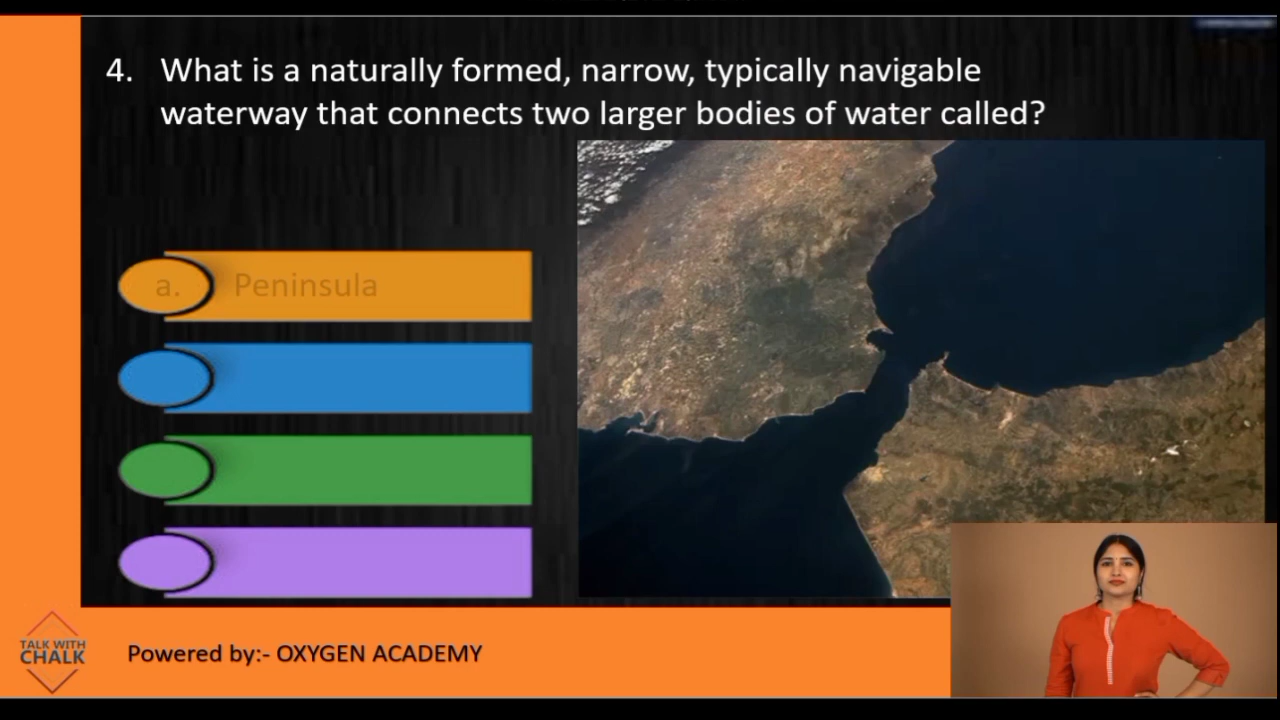 4. What is a naturally formed, narrow, typically navigable
waterway that connects two larger bodies of water called?
a. Peninsula
TALK WITH
CHALK
Powered by:- OXYGEN ACADEMY